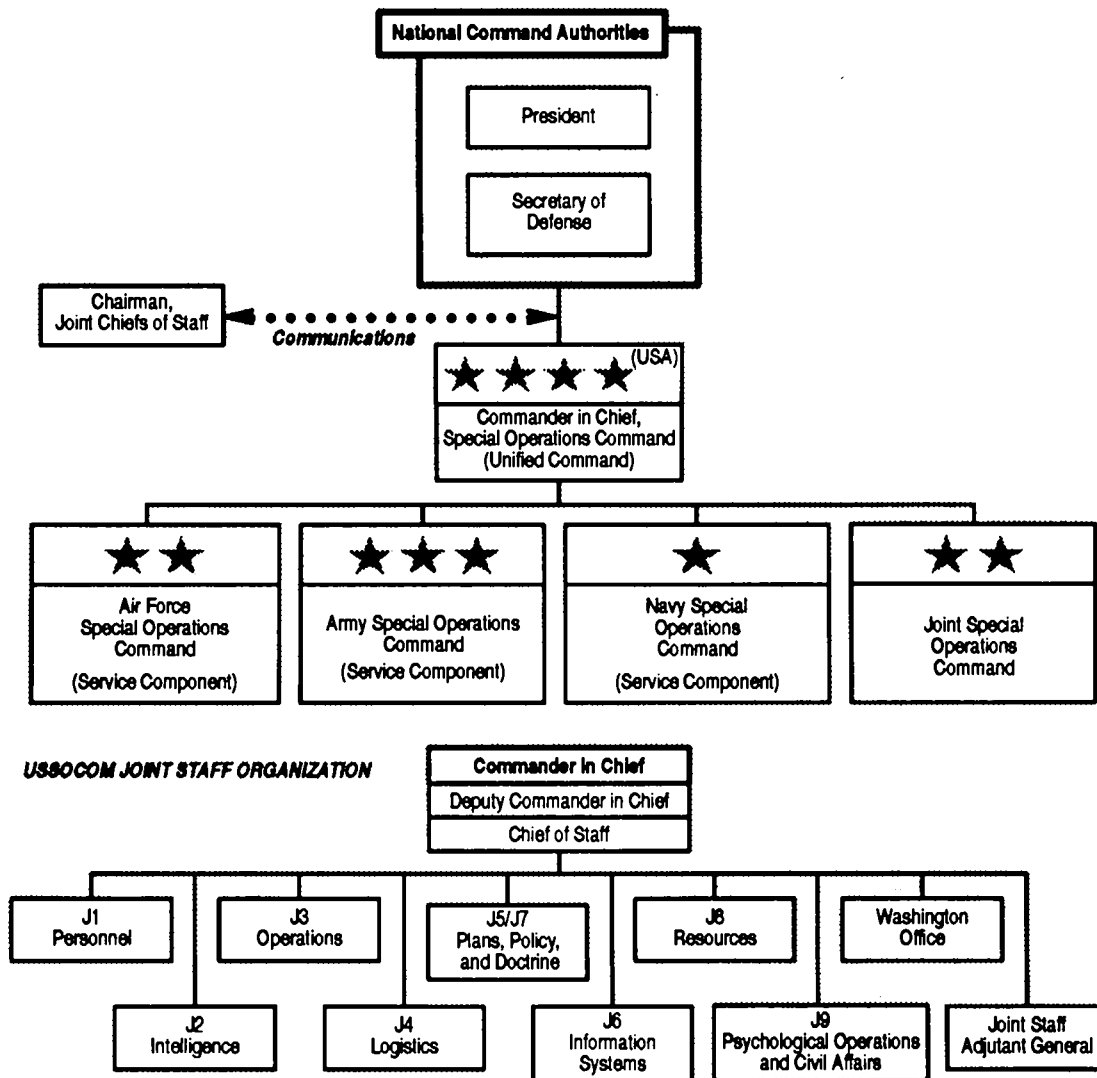 National Command Authorities
President
Secretary of
Defense
Chairman,
Joint Chiefs of Staff
Communications
(USA)
Commander in Chief,
Special Operations Command
(Unified Command)
Air Force
Special Operations
Command
(Service Component)
Army Special Operations
Command
(Service Component)
Navy Special
Operations
Command
(Service Component)
Joint Special
Operations
Command
USSOCOM JOINT STAFF ORGANIZATION
Commander in Chief
Deputy Commander in Chief
Chief of Staff
J1
Personnel
J3
Operations
J5/J7
Plans, Policy,
and Doctrine
J8
Resources
Washington
Office
J2
Intelligence
J4
Logistics
J6
Information
Systems
J9
Psychological Operations
and Civil Affairs
Joint Staff
Adjutant General